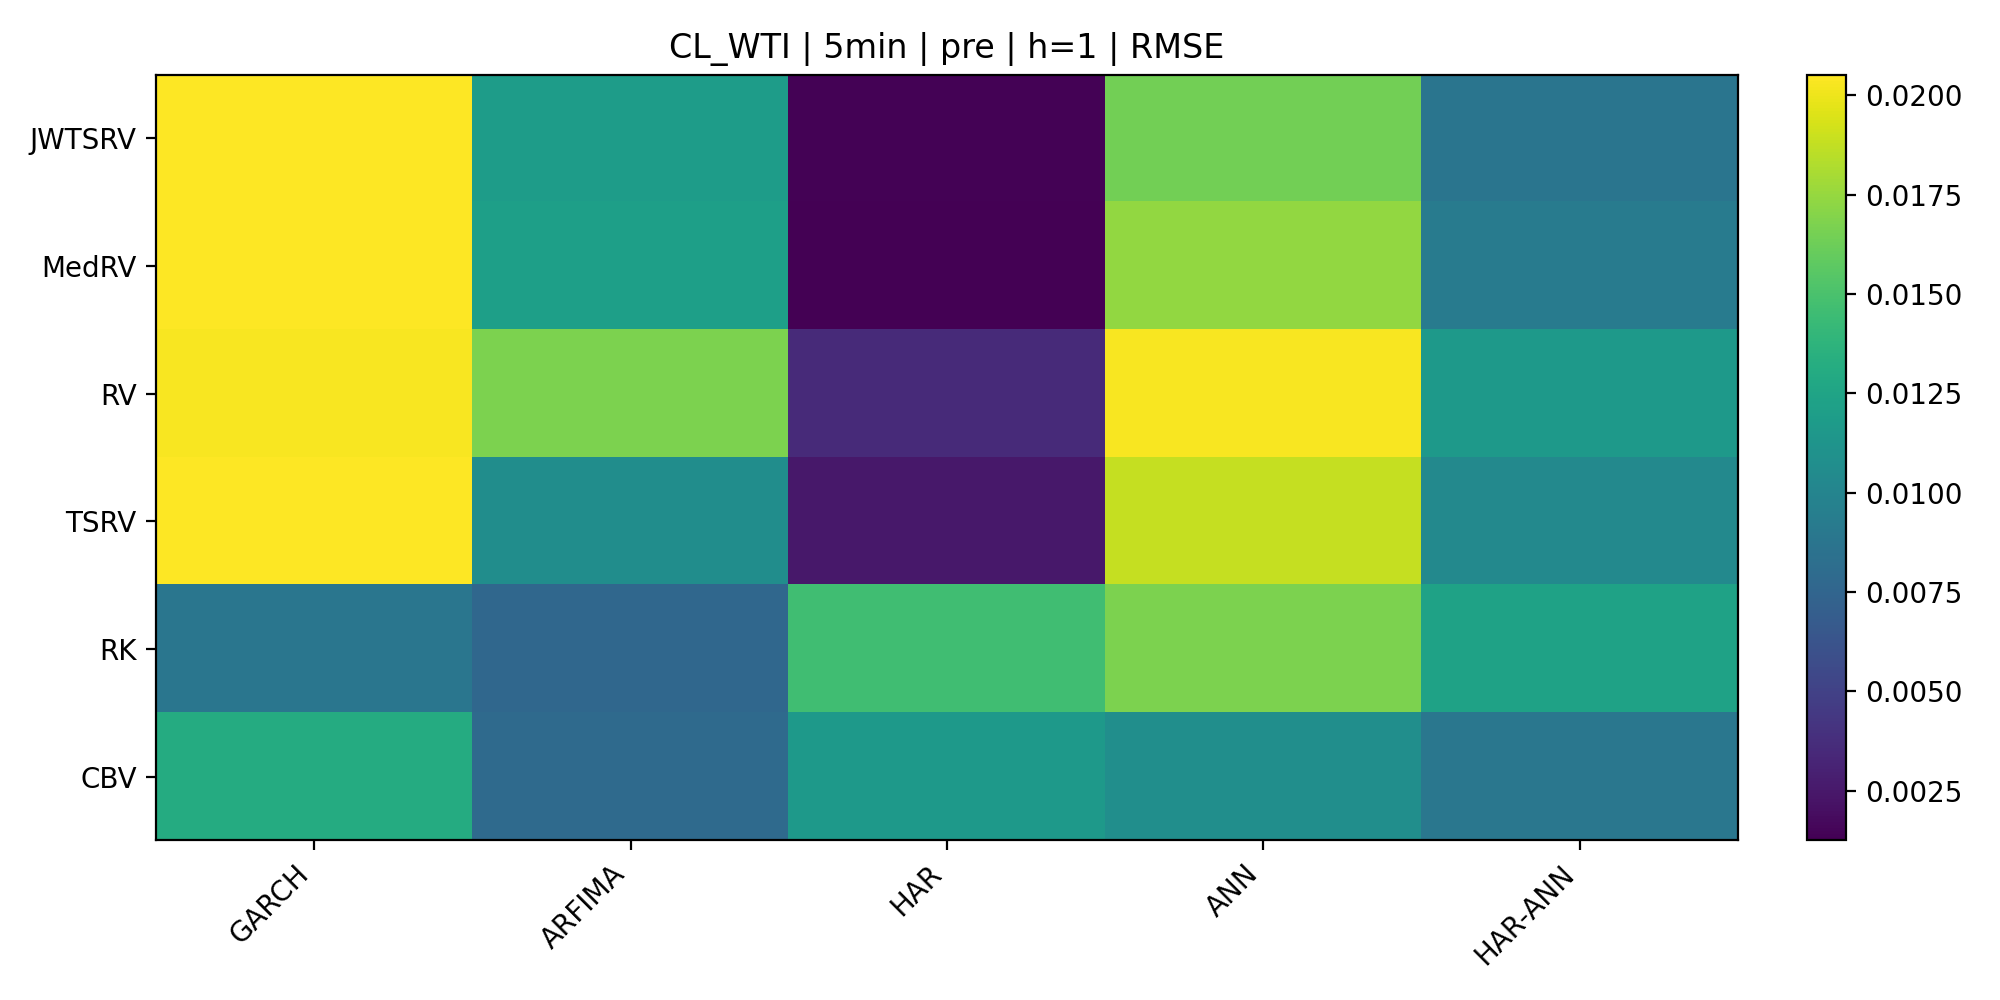 CL_WTI | 5min | pre | h=1 | RMSE
JWTSRV
MedRV
RV
TSRV
RK
CBV
GARCH
ARFIMA
HAR
ANN
HAR-ANN
0.0200
0.0175
0.0150
0.0125
0.0100
0.0075
0.0050
0.0025